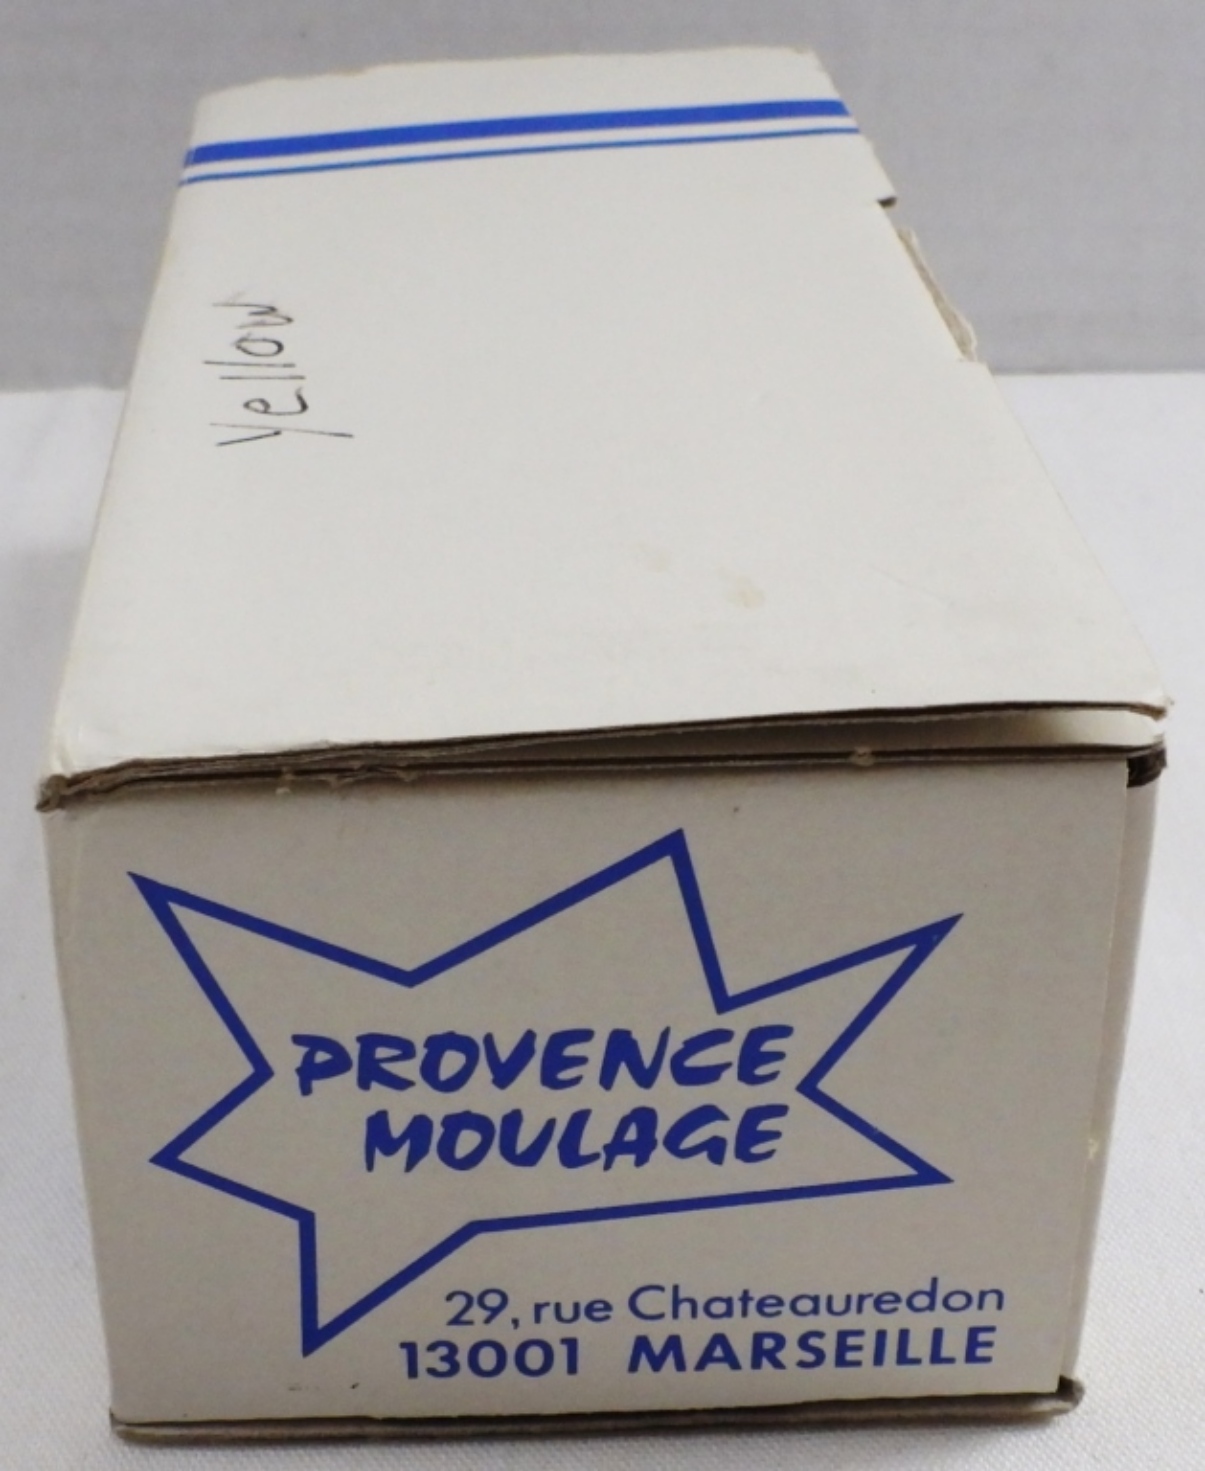 Yellow
PROVENCE
MOULAGE
29, rue Chateauredon
13001 MARSEILLE